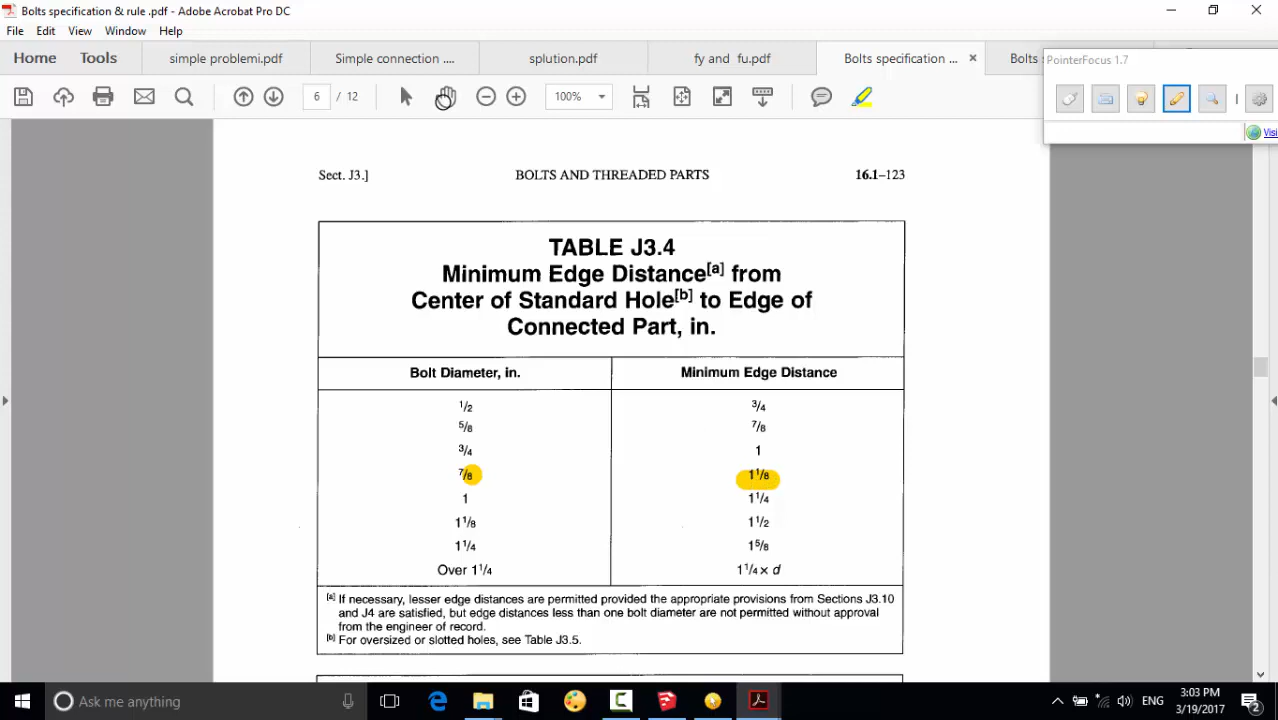 Bolts specification & rule .pdf - Adobe Acrobat Pro DC
File Edit View Window Help
Home Tools simple problemi.pdf Simple connection .... splution.pdf fy and fu.pdf Bolts specification ... × Bolts
PointerFocus 1.7
6 / 12 100%
Visi
Sect. J3.] BOLTS AND THREADED PARTS 16.1–123
TABLE J3.4
Minimum Edge Distance[a] from
Center of Standard Hole[b] to Edge of
Connected Part, in.
Bolt Diameter, in. Minimum Edge Distance
1/2 3/4
5/8 7/8
3/4 1
7/8 1 1/8
1 1 1/4
1 1/8 1 1/2
1 1/4 1 5/8
Over 1 1/4 1 1/4 × d
[a] If necessary, lesser edge distances are permitted provided the appropriate provisions from Sections J3.10
and J4 are satisfied, but edge distances less than one bolt diameter are not permitted without approval
from the engineer of record.
[b] For oversized or slotted holes, see Table J3.5.
Ask me anything
ENG
3:03 PM
3/19/2017
2